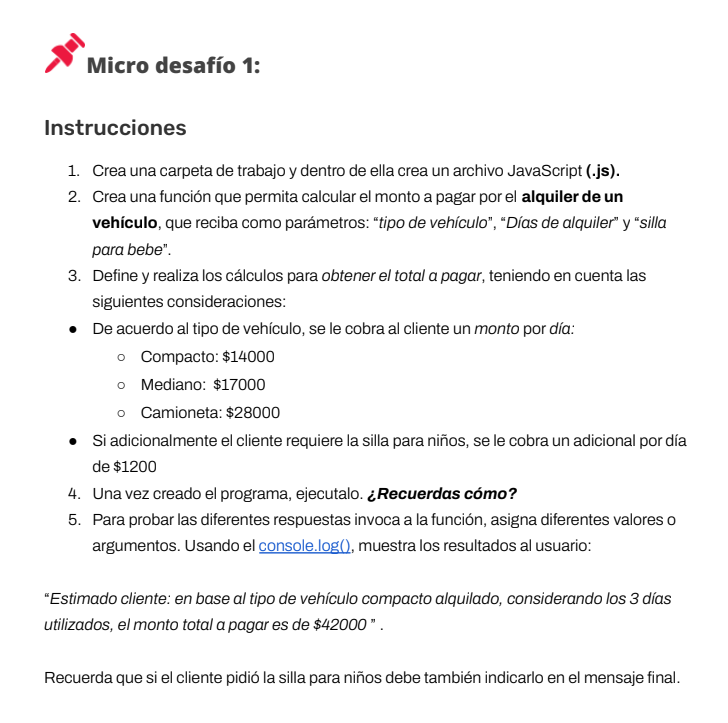 Micro desafío 1:
Instrucciones
1. Crea una carpeta de trabajo y dentro de ella crea un archivo JavaScript (.js).
2. Crea una función que permita calcular el monto a pagar por el alquiler de un
vehículo, que reciba como parámetros: “tipo de vehículo”, “Días de alquiler” y “silla
para bebe”.
3. Define y realiza los cálculos para obtener el total a pagar, teniendo en cuenta las
siguientes consideraciones:
● De acuerdo al tipo de vehículo, se le cobra al cliente un monto por día:
○ Compacto: $14000
○ Mediano:  $17000
○ Camioneta: $28000
● Si adicionalmente el cliente requiere la silla para niños, se le cobra un adicional por día
de $1200
4. Una vez creado el programa, ejecutalo. ¿Recuerdas cómo?
5. Para probar las diferentes respuestas invoca a la función, asigna diferentes valores o
argumentos. Usando el console.log(), muestra los resultados al usuario:
“Estimado cliente: en base al tipo de vehículo compacto alquilado, considerando los 3 días
utilizados, el monto total a pagar es de $42000 ” .
Recuerda que si el cliente pidió la silla para niños debe también indicarlo en el mensaje final.